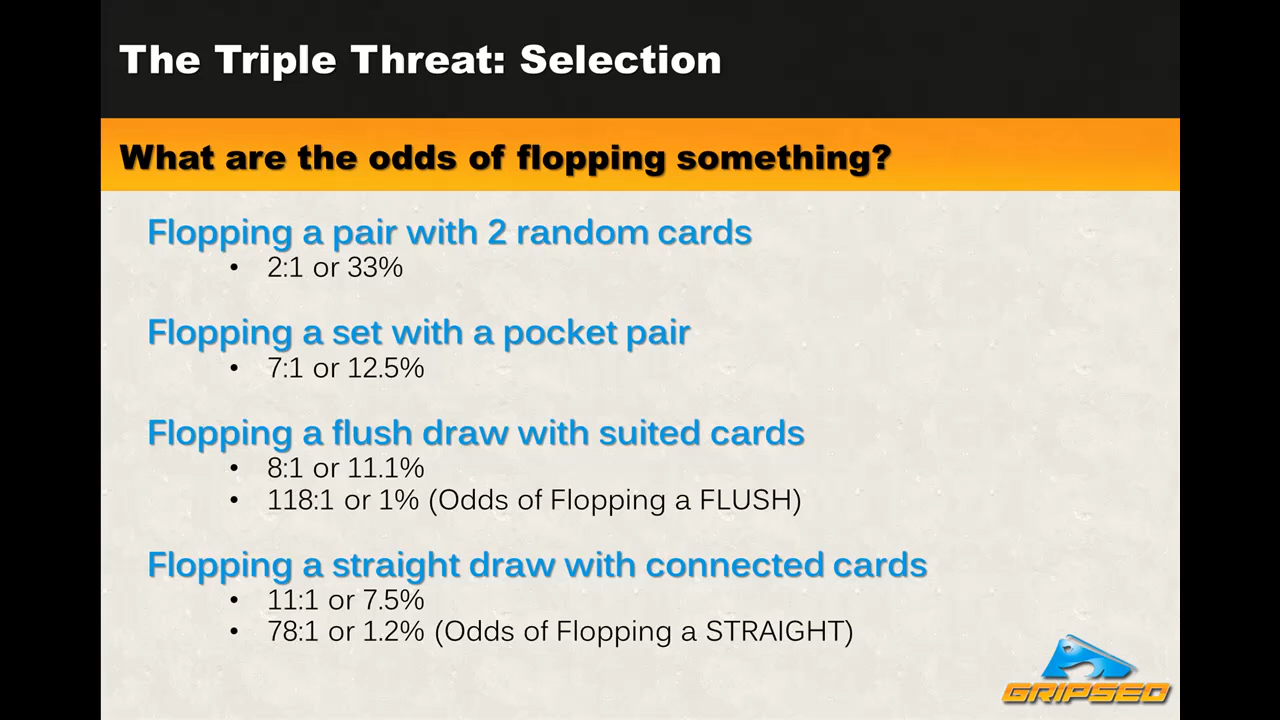 The Triple Threat: Selection
What are the odds of flopping something?
Flopping a pair with 2 random cards
• 2:1 or 33%
Flopping a set with a pocket pair
• 7:1 or 12.5%
Flopping a flush draw with suited cards
• 8:1 or 11.1%
• 118:1 or 1% (Odds of Flopping a FLUSH)
Flopping a straight draw with connected cards
• 11:1 or 7.5%
• 78:1 or 1.2% (Odds of Flopping a STRAIGHT)
GRIPSED